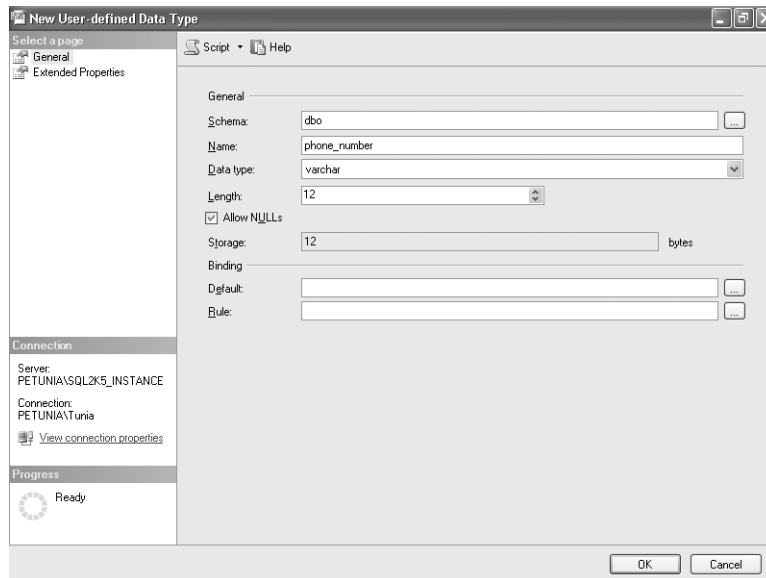 New User-defined Data Type
Select a page
General
Extended Properties
Script Help
General
Schema: dbo ...
Name: phone_number
Data type: varchar
Length: 12
Allow NULLs
Storage: 12 bytes
Binding
Default: ...
Rule: ...
Connection
Server:
PETUNIA\SQL2K5_INSTANCE
Connection:
PETUNIA\Tunia
View connection properties
Progress
Ready
OK Cancel